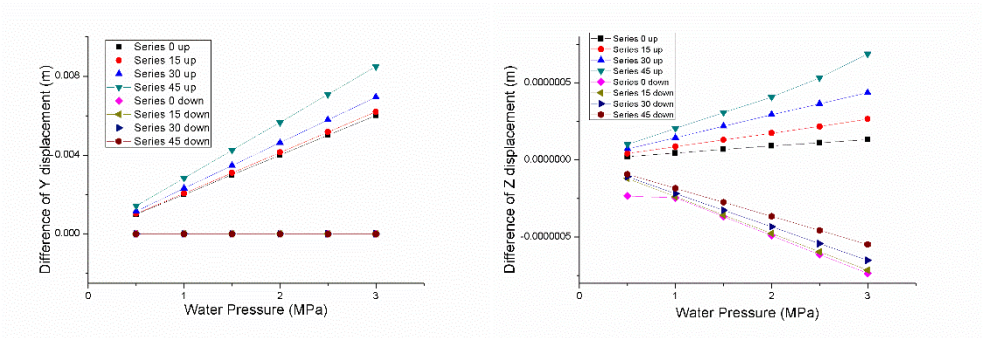 Difference of Y displacement (m)
0.008
0.004
0.000
Series 0 up
Series 15 up
Series 30 up
Series 45 up
Series 0 down
Series 15 down
Series 30 down
Series 45 down
0 1 2 3
Water Pressure (MPa)
Difference of Z displacement (m)
0.0000005
0.0000000
-0.0000005
Series 0 up
Series 15 up
Series 30 up
Series 45 up
Series 0 down
Series 15 down
Series 30 down
Series 45 down
0 1 2 3
Water Pressure (MPa)